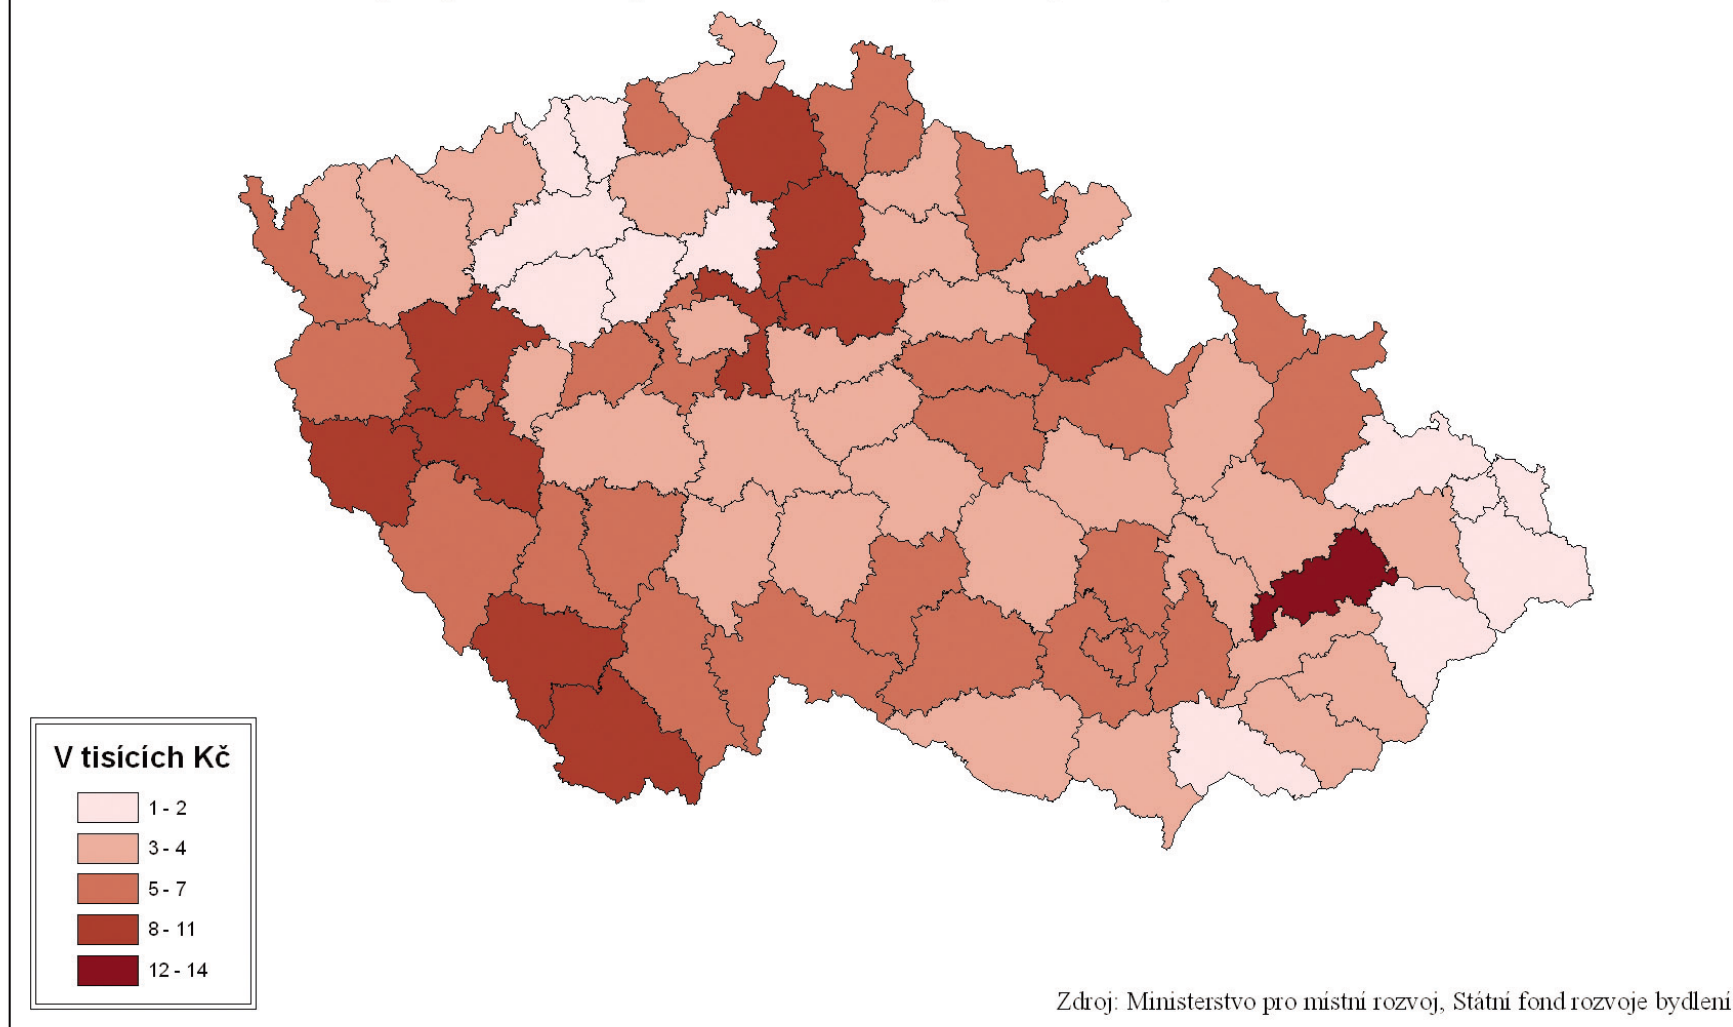 V tisících Kč
1 - 2
3 - 4
5 - 7
8 - 11
12 - 14
Zdroj: Ministerstvo pro místní rozvoj, Státní fond rozvoje bydlení